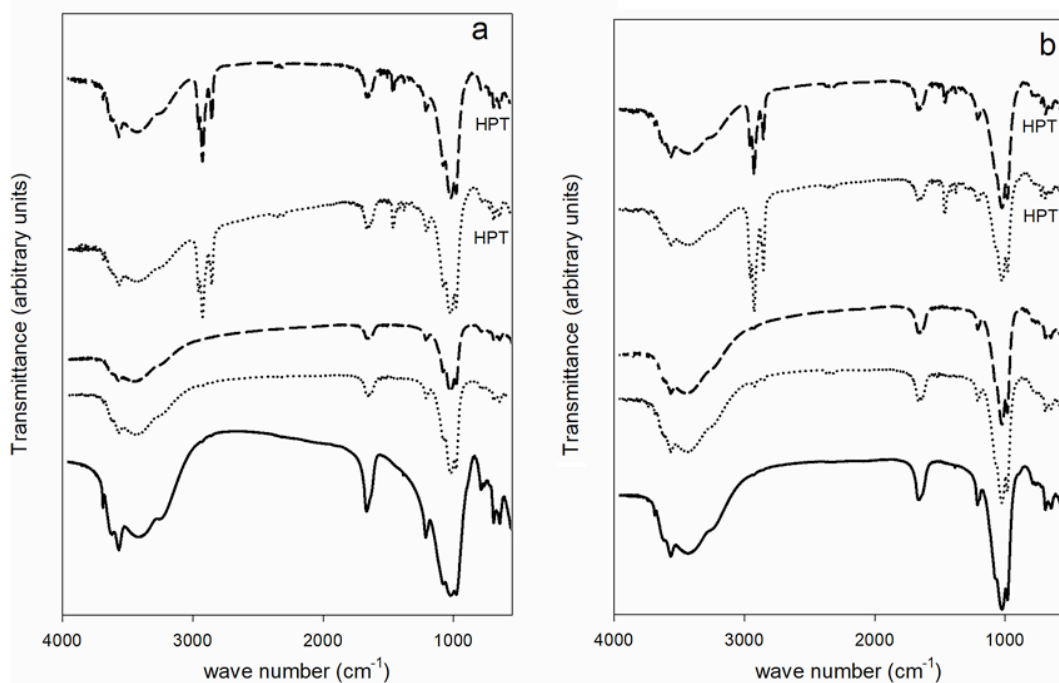 a
HPT
HPT
Transmittance (arbitrary units)
4000 3000 2000 1000
wave number (cm⁻¹)
b
HPT
HPT
Transmittance (arbitrary units)
4000 3000 2000 1000
wave number (cm⁻¹)